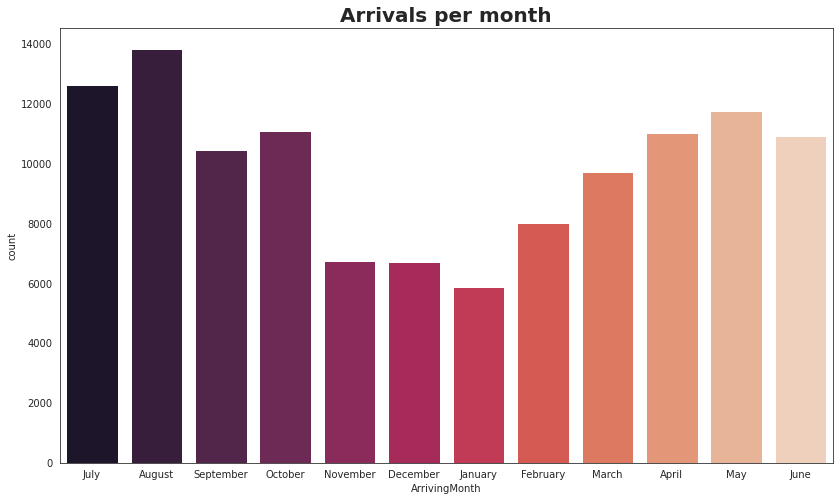 Arrivals per month
14000
12000
10000
8000
6000
4000
2000
0
count
July August September October November December January February March April May June
ArrivingMonth